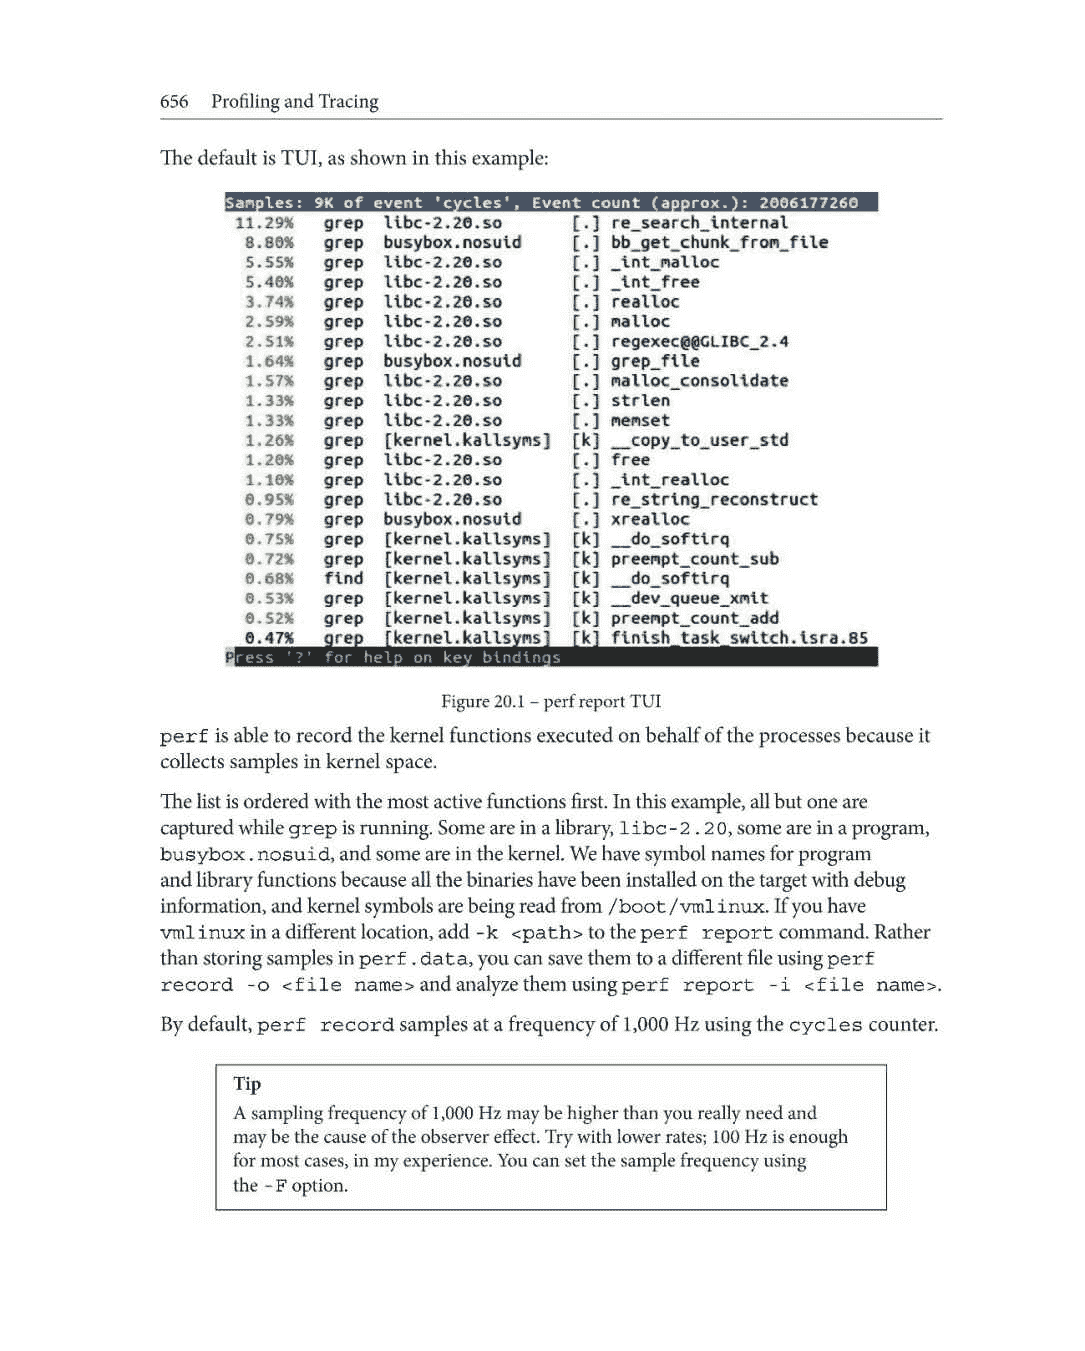 656 Profiling and Tracing
The default is TUI, as shown in this example:
Samples: 9K of event 'cycles', Event count (approx.): 2006177260
11.29% grep libc-2.20.so [.] re_search_internal
8.80% grep busybox.nosuid [.] bb_get_chunk_from_file
5.55% grep libc-2.20.so [.] _int_malloc
5.40% grep libc-2.20.so [.] _int_free
3.74% grep libc-2.20.so [.] realloc
2.59% grep libc-2.20.so [.] malloc
2.51% grep libc-2.20.so [.] regexec@@GLIBC_2.4
1.64% grep busybox.nosuid [.] grep_file
1.57% grep libc-2.20.so [.] malloc_consolidate
1.33% grep libc-2.20.so [.] strlen
1.33% grep libc-2.20.so [.] memset
1.26% grep [kernel.kallsyms] [k] __copy_to_user_std
1.20% grep libc-2.20.so [.] free
1.10% grep libc-2.20.so [.] _int_realloc
0.95% grep libc-2.20.so [.] re_string_reconstruct
0.79% grep busybox.nosuid [.] xrealloc
0.75% grep [kernel.kallsyms] [k] __do_softirq
0.72% grep [kernel.kallsyms] [k] preempt_count_sub
0.68% find [kernel.kallsyms] [k] __do_softirq
0.53% grep [kernel.kallsyms] [k] __dev_queue_xmit
0.52% grep [kernel.kallsyms] [k] preempt_count_add
0.47% grep [kernel.kallsyms] [k] finish_task_switch.isra.85
Press '?' for help on key bindings
Figure 20.1 – perf report TUI
perf is able to record the kernel functions executed on behalf of the processes because it
collects samples in kernel space.
The list is ordered with the most active functions first. In this example, all but one are
captured while grep is running. Some are in a library, libc-2.20, some are in a program,
busybox.nosuid, and some are in the kernel. We have symbol names for program
and library functions because all the binaries have been installed on the target with debug
information, and kernel symbols are being read from /boot/vmlinux. If you have
vmlinux in a different location, add -k <path> to the perf report command. Rather
than storing samples in perf.data, you can save them to a different file using perf
record -o <file name> and analyze them using perf report -i <file name>.
By default, perf record samples at a frequency of 1,000 Hz using the cycles counter.
Tip
A sampling frequency of 1,000 Hz may be higher than you really need and
may be the cause of the observer effect. Try with lower rates; 100 Hz is enough
for most cases, in my experience. You can set the sample frequency using
the -F option.